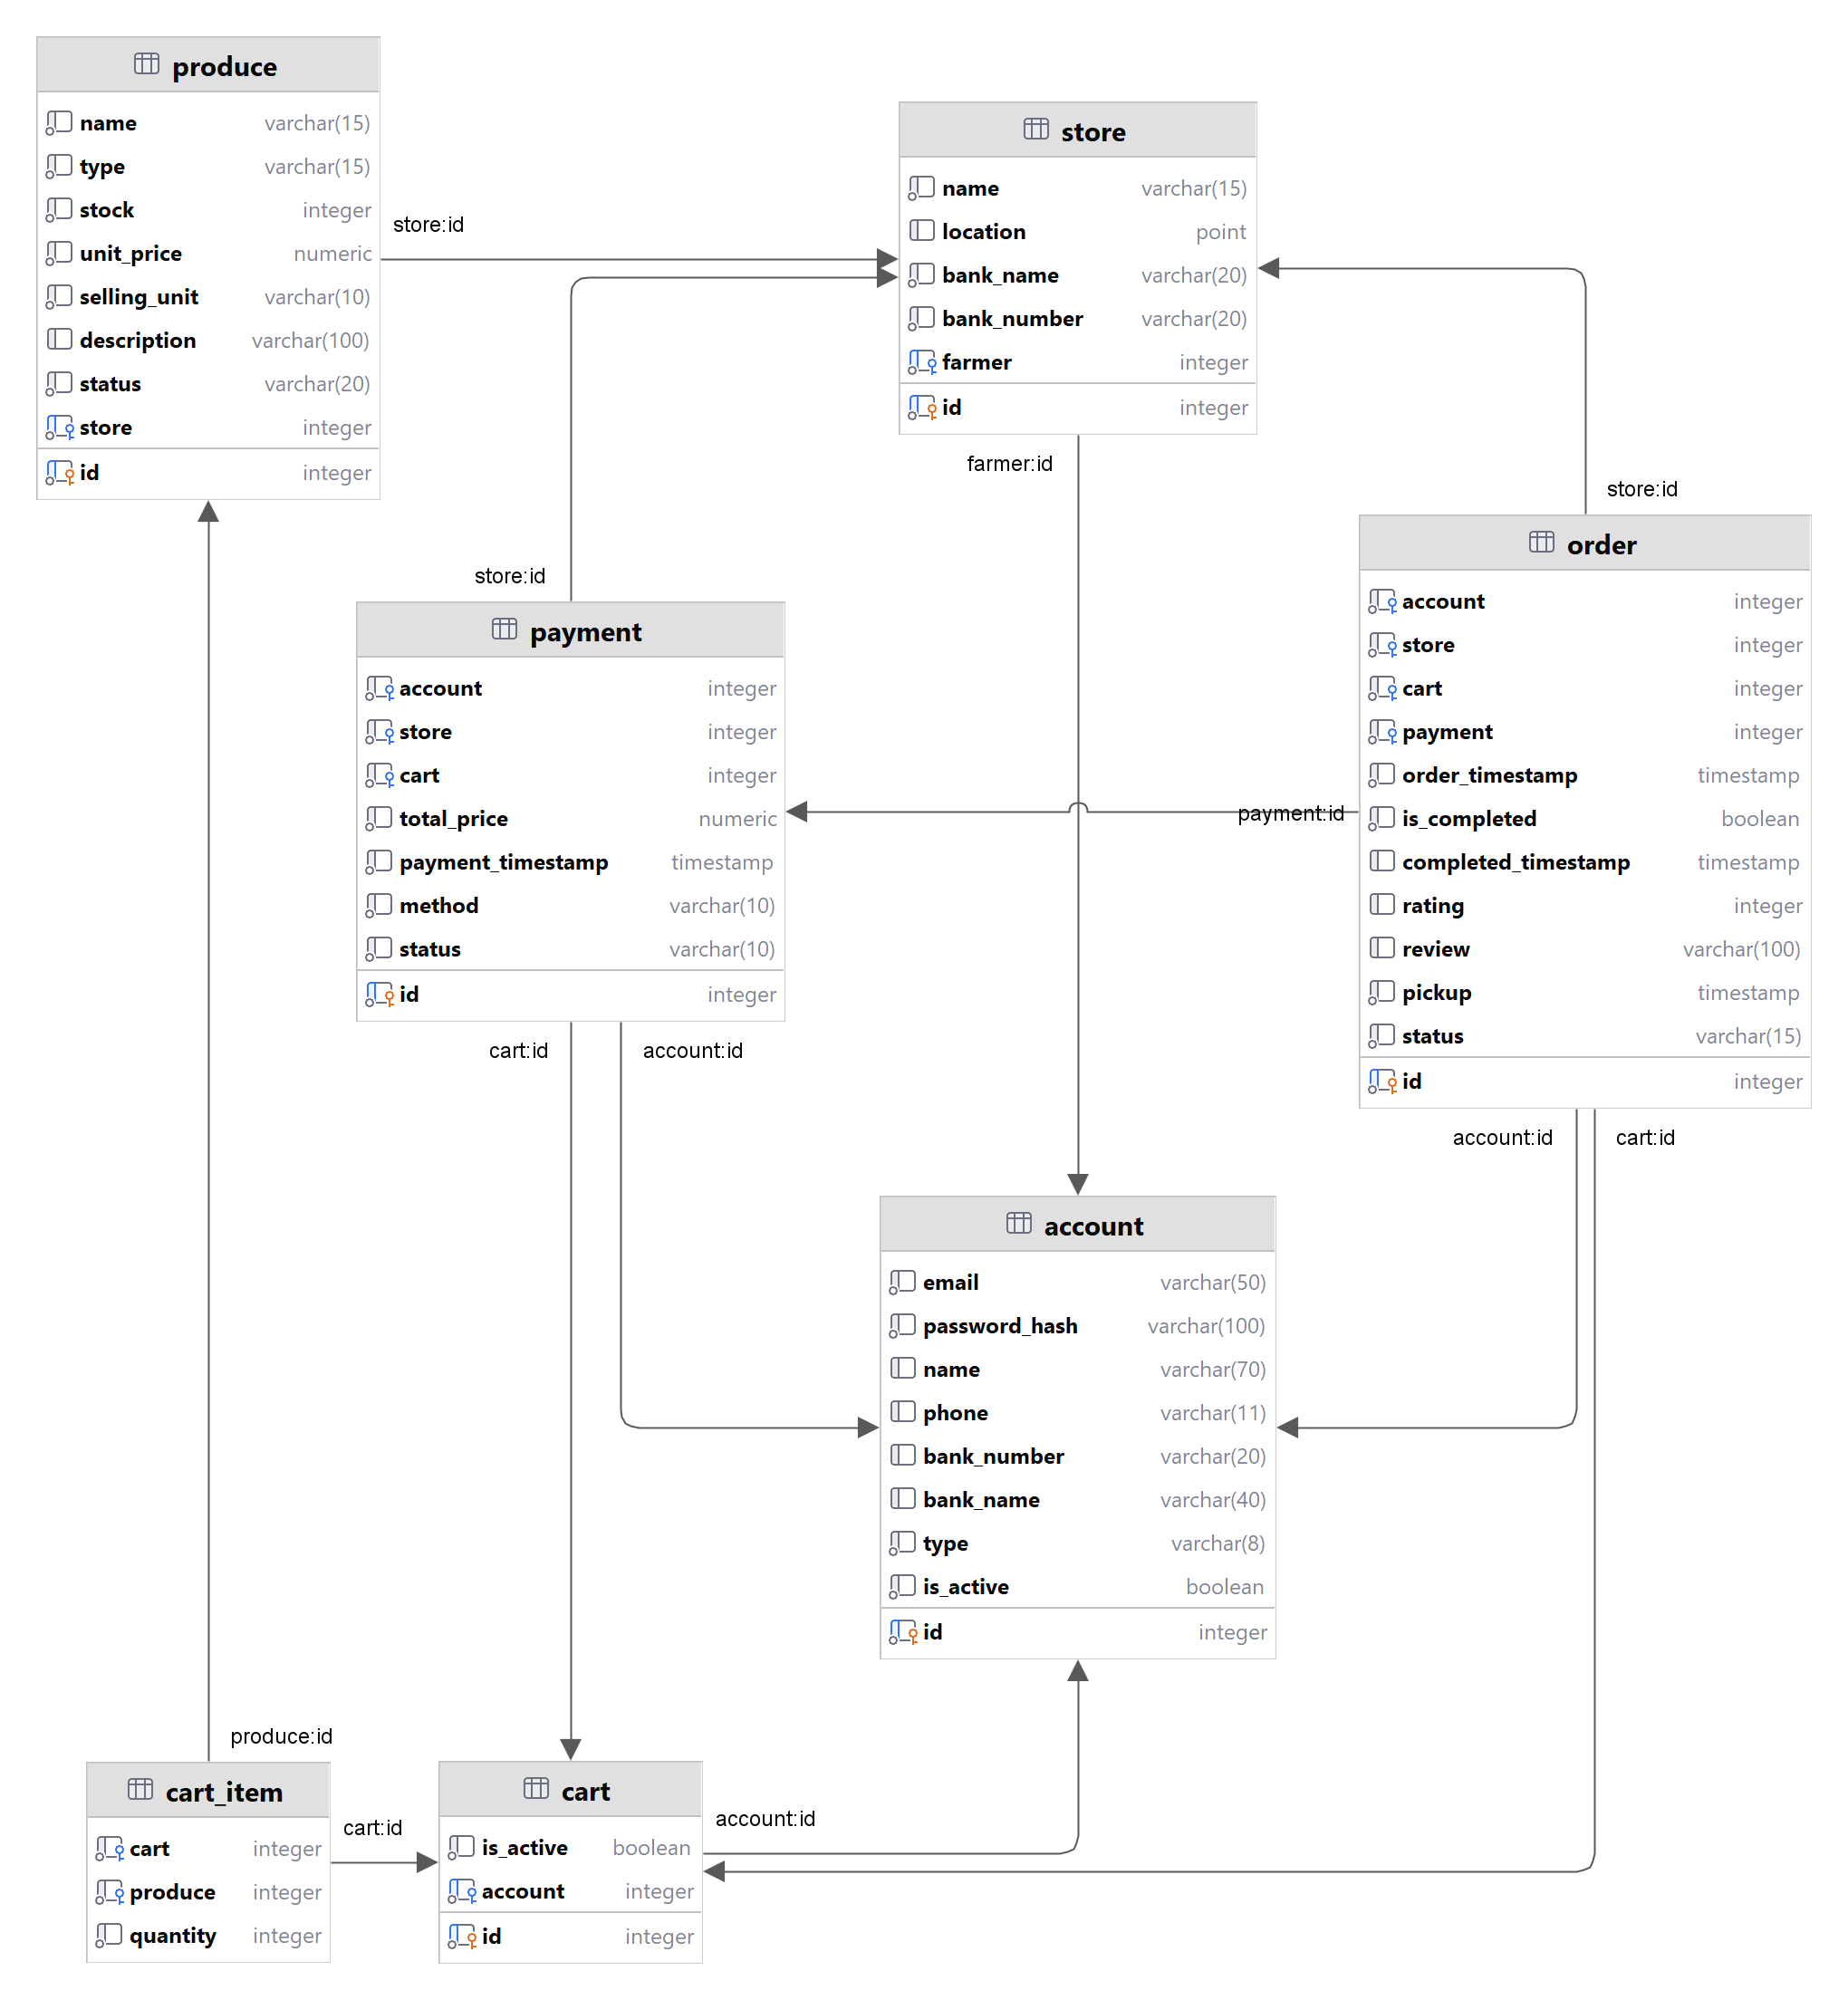 produce
name varchar(15)
type varchar(15)
stock integer
unit_price numeric
selling_unit varchar(10)
description varchar(100)
status varchar(20)
store integer
id integer
store:id
store
name varchar(15)
location point
bank_name varchar(20)
bank_number varchar(20)
farmer integer
id integer
farmer:id
store:id
store:id
payment
account integer
store integer
cart integer
total_price numeric
payment_timestamp timestamp
method varchar(10)
status varchar(10)
id integer
cart:id account:id
order
account integer
store integer
cart integer
payment integer
order_timestamp timestamp
is_completed boolean
completed_timestamp timestamp
rating integer
review varchar(100)
pickup timestamp
status varchar(15)
id integer
payment:id
account:id cart:id
account
email varchar(50)
password_hash varchar(100)
name varchar(70)
phone varchar(11)
bank_number varchar(20)
bank_name varchar(40)
type varchar(8)
is_active boolean
id integer
produce:id
cart_item
cart integer
produce integer
quantity integer
cart:id
cart
is_active boolean
account integer
id integer
account:id